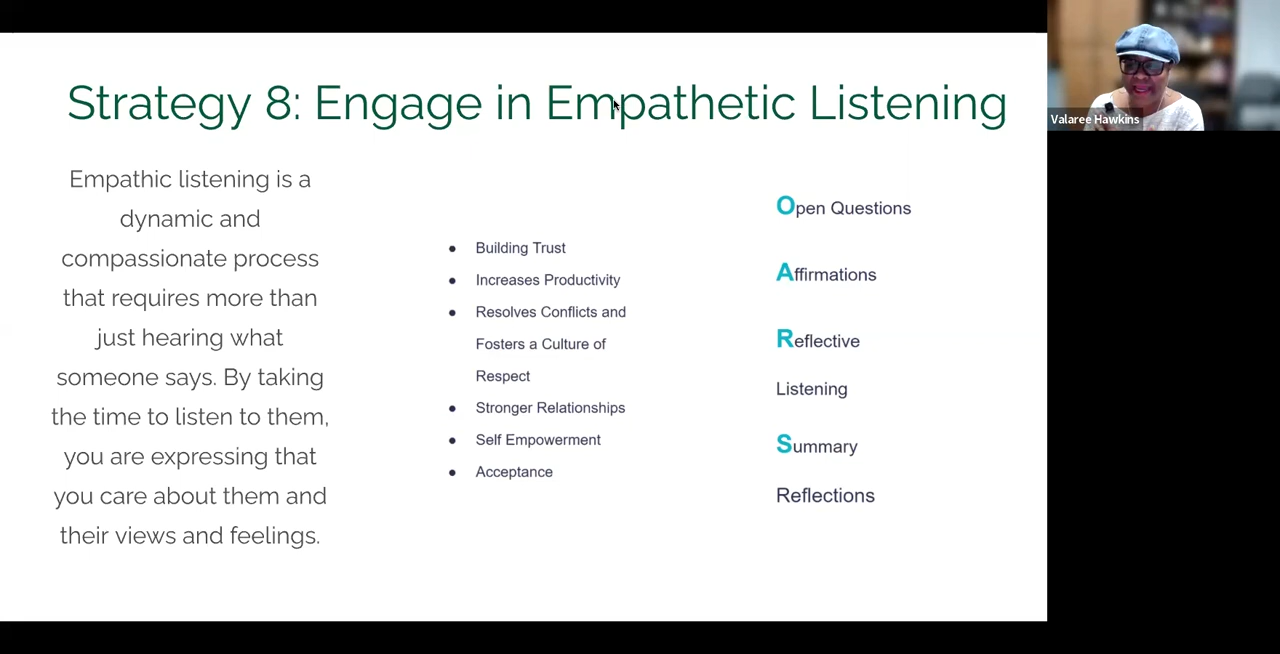 Strategy 8: Engage in Empathetic Listening
Empathic listening is a
dynamic and
compassionate process
that requires more than
just hearing what
someone says. By taking
the time to listen to them,
you are expressing that
you care about them and
their views and feelings.
● Building Trust
● Increases Productivity
● Resolves Conflicts and
Fosters a Culture of
Respect
● Stronger Relationships
● Self Empowerment
● Acceptance
Open Questions
Affirmations
Reflective
Listening
Summary
Reflections
Valaree Hawkins